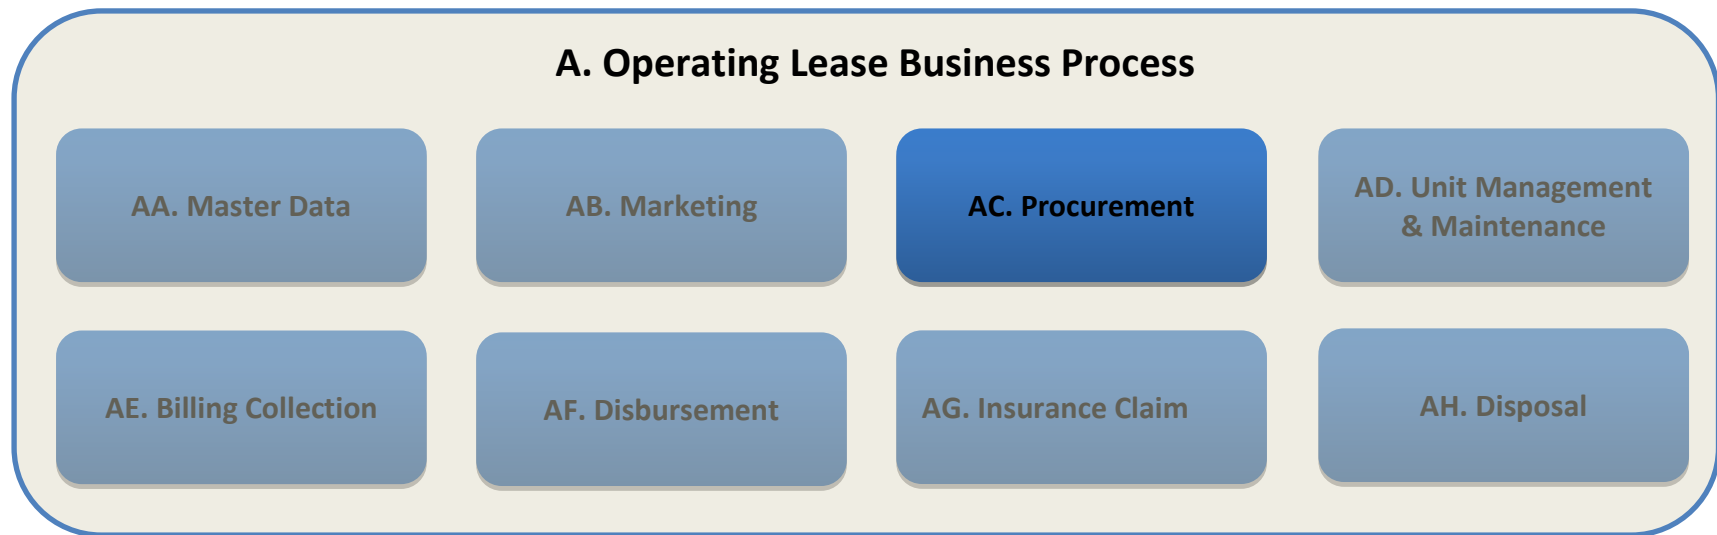 A. Operating Lease Business Process
AA. Master Data
AB. Marketing
AC. Procurement
AD. Unit Management
& Maintenance
AE. Billing Collection
AF. Disbursement
AG. Insurance Claim
AH. Disposal